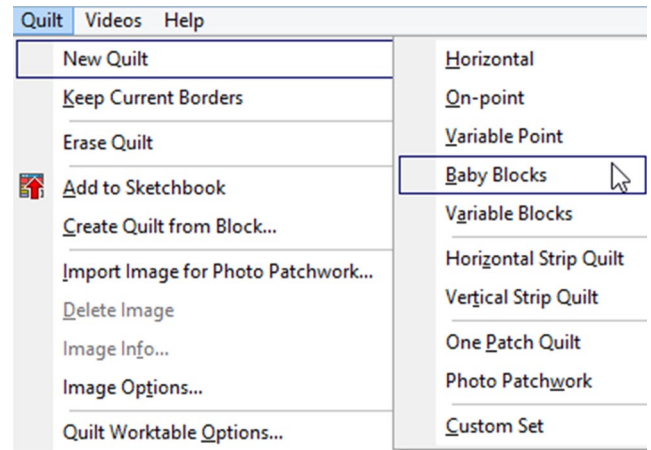 Quilt Videos Help
New Quilt
Keep Current Borders
Erase Quilt
Add to Sketchbook
Create Quilt from Block...
Import Image for Photo Patchwork...
Delete Image
Image Info...
Image Options...
Quilt Worktable Options...
Horizontal
On-point
Variable Point
Baby Blocks
Variable Blocks
Horizontal Strip Quilt
Vertical Strip Quilt
One Patch Quilt
Photo Patchwork
Custom Set